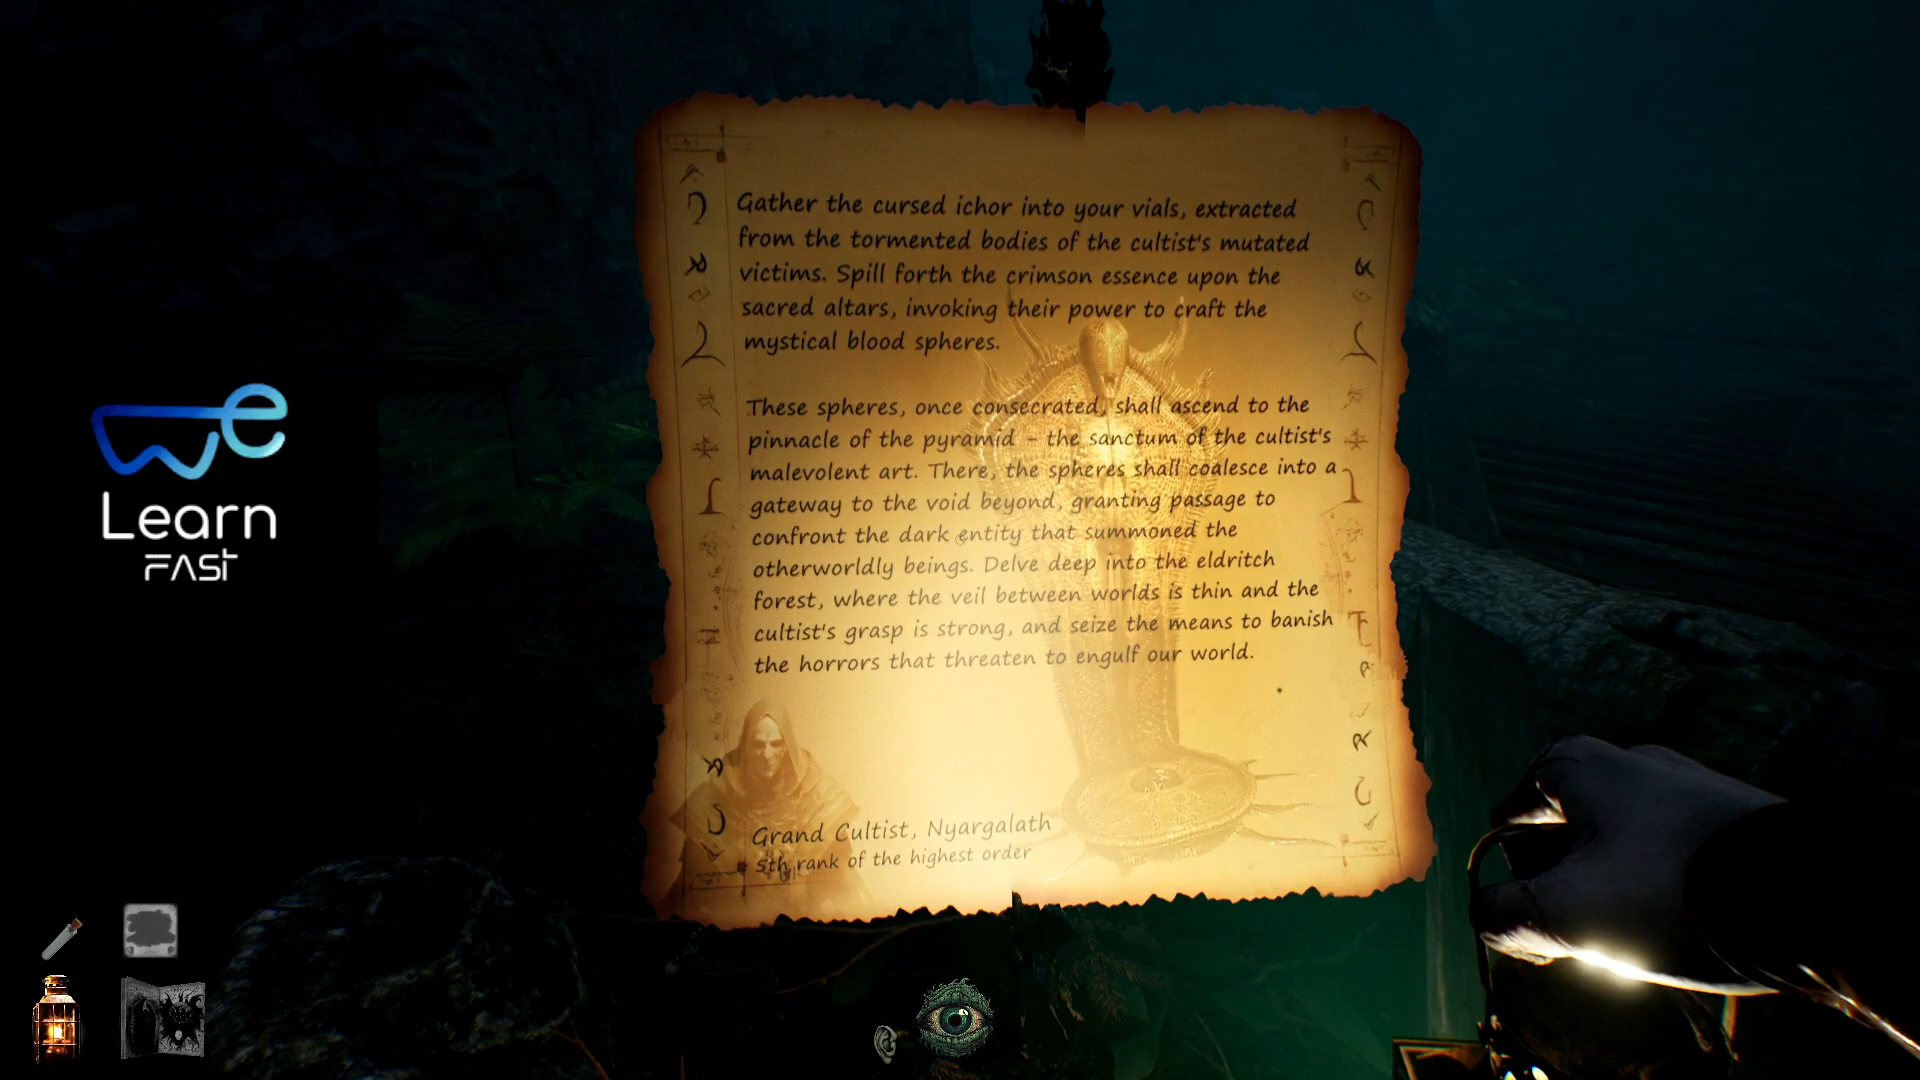 we
Learn
FAST
Gather the cursed ichor into your vials, extracted
from the tormented bodies of the cultist's mutated
victims. Spill forth the crimson essence upon the
sacred altars, invoking their power to craft the
mystical blood spheres.
These spheres, once consecrated, shall ascend to the
pinnacle of the pyramid - the sanctum of the cultist's
malevolent art. There, the spheres shall coalesce into a
gateway to the void beyond, granting passage to
confront the dark entity that summoned the
otherworldly beings. Delve deep into the eldritch
forest, where the veil between worlds is thin and the
cultist's grasp is strong, and seize the means to banish
the horrors that threaten to engulf our world.
Grand Cultist, Nyargalath
5th rank of the highest order